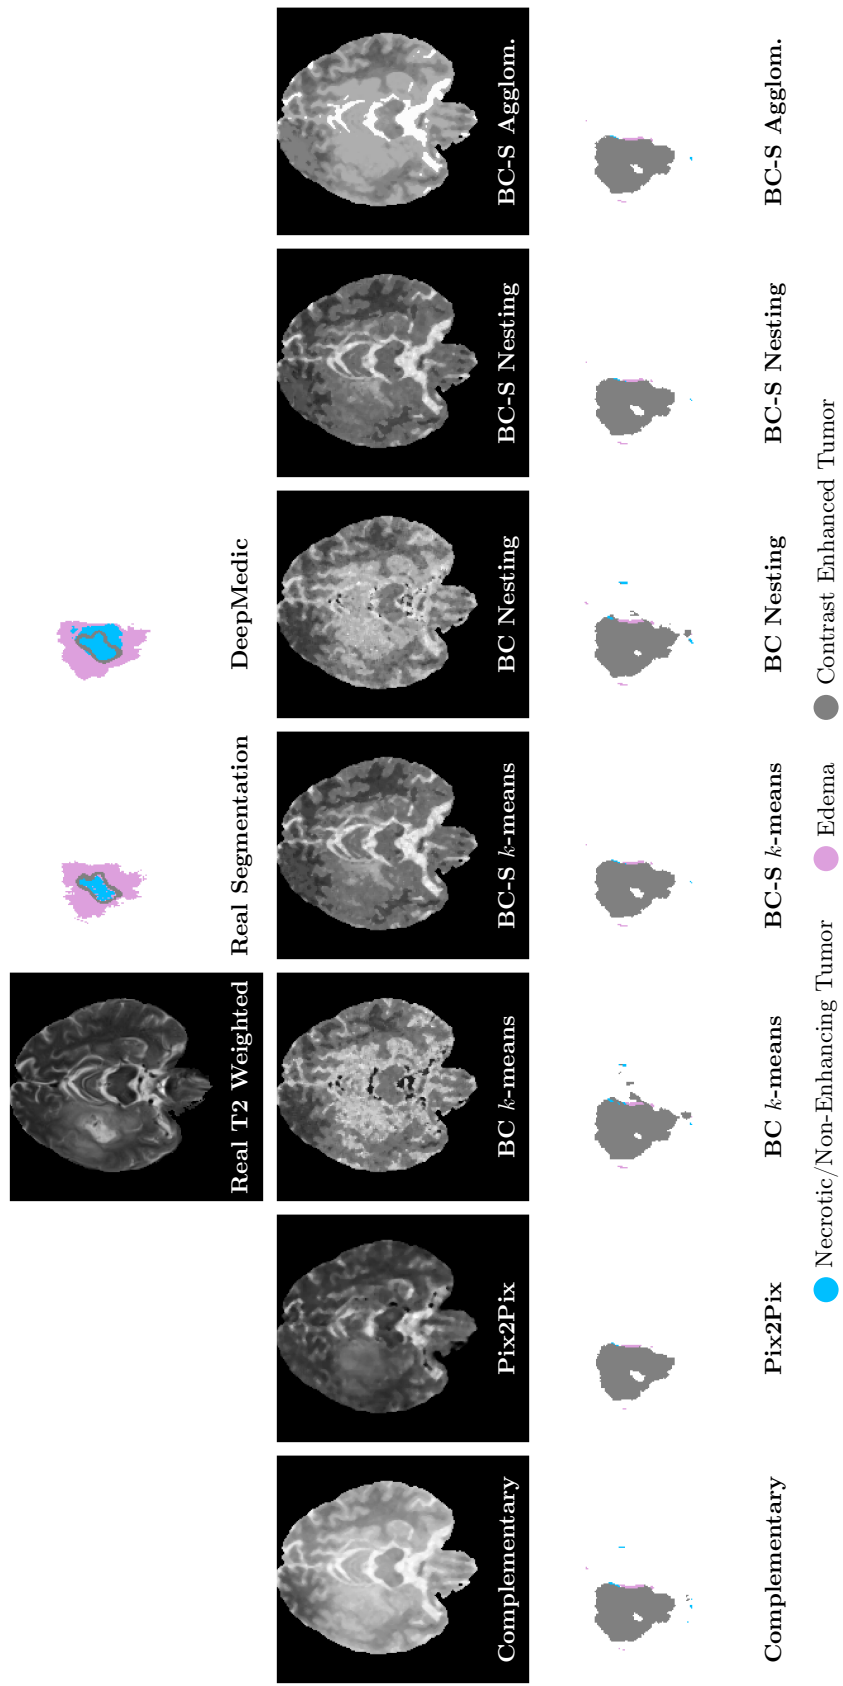 Real T2 Weighted
Real Segmentation
DeepMedic
Complementary
Pix2Pix
BC k-means
BC-S k-means
BC Nesting
BC-S Nesting
BC-S Agglom.
Complementary
Pix2Pix
BC k-means
BC-S k-means
BC Nesting
BC-S Nesting
BC-S Agglom.
Necrotic/Non-Enhancing Tumor
Edema
Contrast Enhanced Tumor